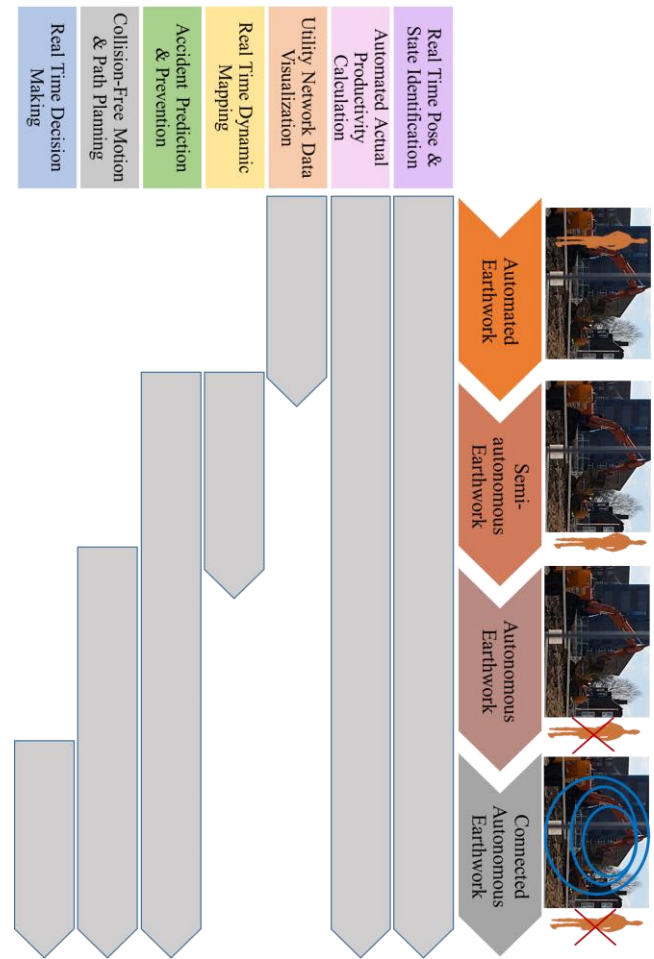 Automated
Earthwork
Semi-
autonomous
Earthwork
Autonomous
Earthwork
Connected
Autonomous
Earthwork
Real Time Pose &
State Identification
Automated Actual
Productivity
Calculation
Utility Network Data
Visualization
Real Time Dynamic
Mapping
Accident Prediction
& Prevention
Collision-Free Motion
& Path Planning
Real Time Decision
Making